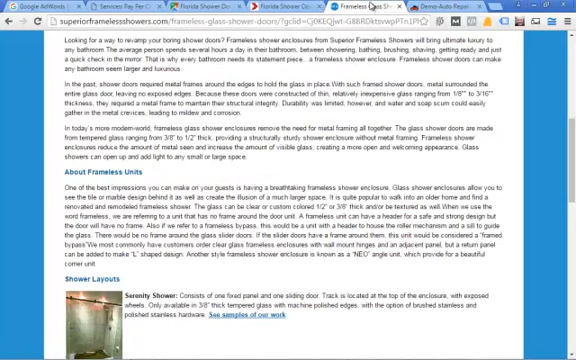 Google AdWords
Services Pay Per Cli
Florida Shower Doo
Florida Shower Door
Frameless Glass Sh
Demo-Auto Repair
superiorframelessshowers.com/frameless-glass-shower-doors/
Looking for a way to revamp your boring shower doors? Frameless shower enclosures from Superior Frameless Showers will bring ultimate luxury to
any bathroom.The average person spends several hours a day in their bathroom, between showering, bathing, brushing, shaving, getting ready and just
a quick check in the mirror. That is why every bathroom needs its statement piece... a frameless shower enclosure. Frameless shower doors can make
any bathroom seem larger and luxurious.
In the past, shower doors required metal frames around the edges to hold the glass in place.With such framed shower doors, metal surrounded the
entire glass door, leaving no exposed edges. Because these doors were constructed of thin, relatively inexpensive glass ranging from 1/8"" to 3/16""
thickness, they required a metal frame to maintain their structural integrity. Durability was limited, however, and water and soap scum could easily
gather in the metal crevices, leading to mildew and corrosion.
In today's more modern-world, frameless glass shower enclosures remove the need for metal framing all together. The glass shower doors are made
from tempered glass ranging from 3/8" to 1/2" thick, providing a structurally sturdy shower enclosure without metal framing. Frameless shower
enclosures reduce the amount of metal seen and increase the amount of visible glass, creating a more open and welcoming appearance. Glass
showers can open up and add light to any small or large space.
About Frameless Units
One of the best impressions you can make on your guests is having a breathtaking frameless shower enclosure. Glass shower enclosures allow you to
see the tile or marble design behind it as well as create the illusion of a much larger space. It is quite popular to walk into an older home and find a
renovated and remodeled frameless shower. The glass can be clear or custom colored 1/2" or 3/8" thick and/or be textured as well.When we use the
word frameless, we are referring to a unit that has no frame around the door unit. A frameless unit can have a header for a safe and strong design but
the door will have no frame. Also if we refer to a frameless bypass, this would be a unit with a header to house the roller mechanism and a sill to guide
the glass. There would be no frame around the glass slider doors. If the slider doors have a frame around them, this unit would be considered a "framed
bypass"We most commonly have customers order clear glass frameless enclosures with wall mount hinges and an adjacent panel, but a return panel
can be added to make "L" shaped design. Another style frameless shower enclosure is known as a "NEO" angle unit, which provide for a beautiful
corner unit.
Shower Layouts
Serenity Shower: Consists of one fixed panel and one sliding door. Track is located at the top of the enclosure, with exposed
wheels. Only available in 3/8" thick tempered glass with machine polished edges, with the option of brushed stainless and
polished stainless hardware. See samples of our work